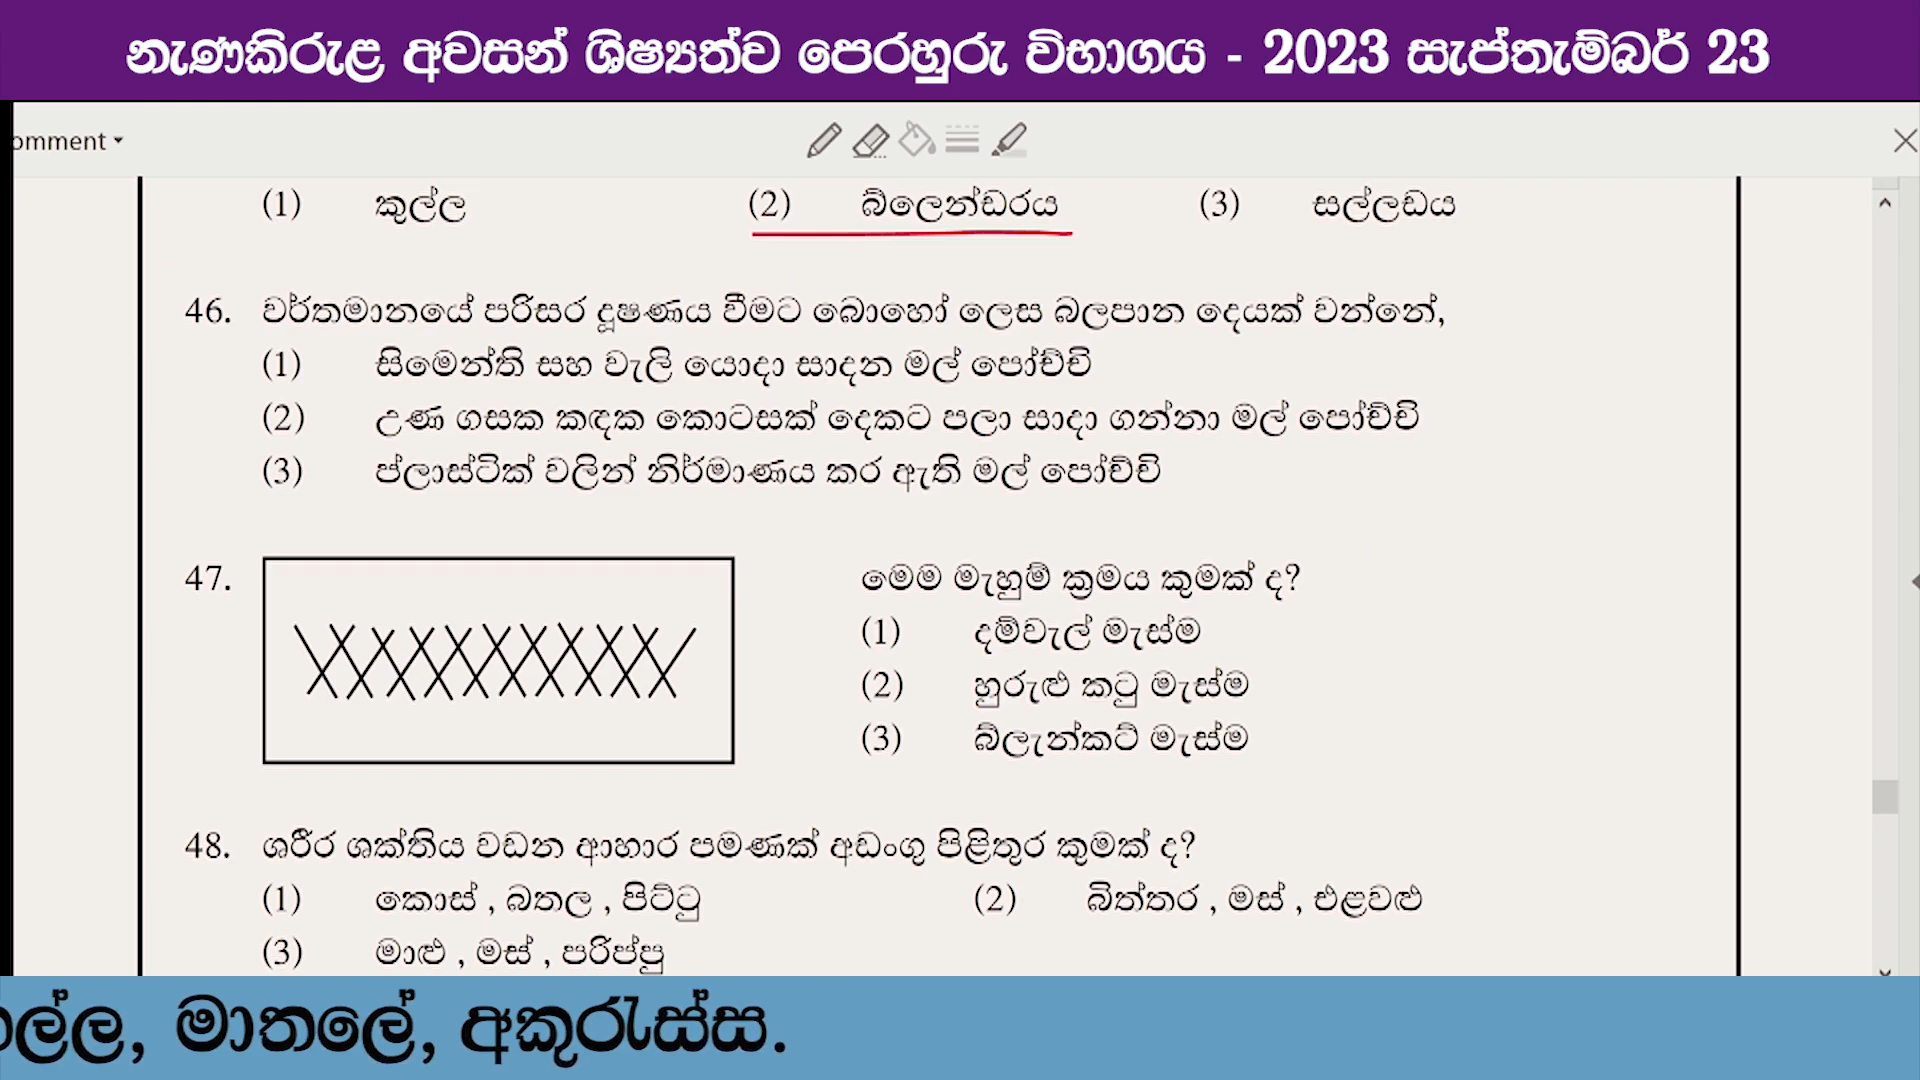 නැණකිරුළ අවසන් ශිෂ්‍යත්ව පෙරහුරු විභාගය - 2023 සැප්තැම්බර් 23
omment
(1) කුල්ල (2) බ්ලෙන්ඩරය (3) සල්ලඩය
46. වර්තමානයේ පරිසර දූෂණය වීමට බොහෝ ලෙස බලපාන දෙයක් වන්නේ,
(1) සිමෙන්ති සහ වැලි යොදා සාදන මල් පෝච්චි
(2) උණ ගසක කඳක කොටසක් දෙකට පලා සාදා ගන්නා මල් පෝච්චි
(3) ප්ලාස්ටික් වලින් නිර්මාණය කර ඇති මල් පෝච්චි
47. මෙම මැහුම් ක්‍රමය කුමක් ද?
(1) දම්වැල් මැස්ම
(2) හුරුළු කටු මැස්ම
(3) බ්ලැන්කට් මැස්ම
48. ශරීර ශක්තිය වඩන ආහාර පමණක් අඩංගු පිළිතුර කුමක් ද?
(1) කොස් , බතල , පිට්ටු (2) බිත්තර , මස් , එළවළු
(3) මාළු , මස් , පරිප්පු
ල්ල, මාතලේ, අකුරැස්ස.